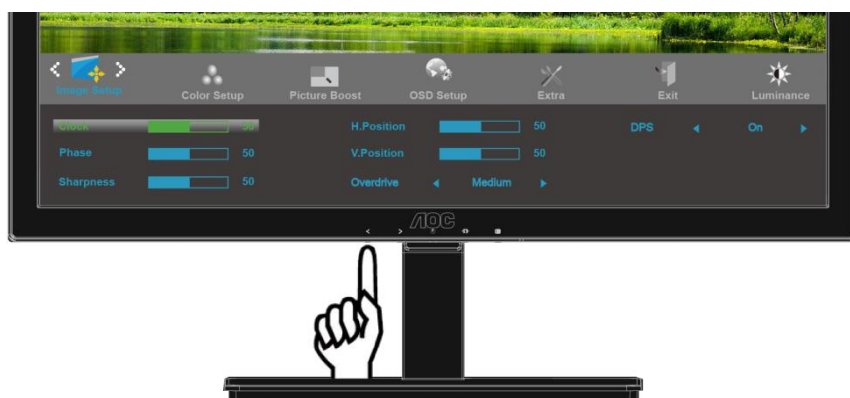 < >
Image Setup Color Setup Picture Boost OSD Setup Extra Exit Luminance
Clock 50 H.Position 50 DPS On
Phase 50 V.Position 50
Sharpness 50 Overdrive Medium
AOC
< >